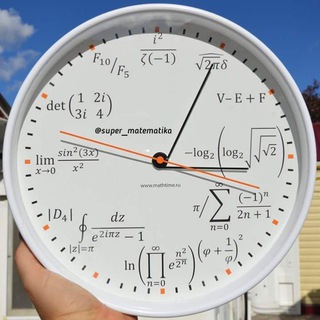 i² / ζ(−1)
F₁₀/F₅
√(2π)δ
det(1 2i; 3i 4)
V−E+F
@super_matematika
lim x→0 sin²(3x)/x²
−log₂(log₂ √√√2)
www.mathtime.ru
π/∑ n=0 ∞ (−1)ⁿ/2n+1
|D₄|
∮ |z|=π dz/e^(2iπz)−1
ln(∏ n=0 ∞ e^(n²/2ⁿ))
(φ+1/φ)²